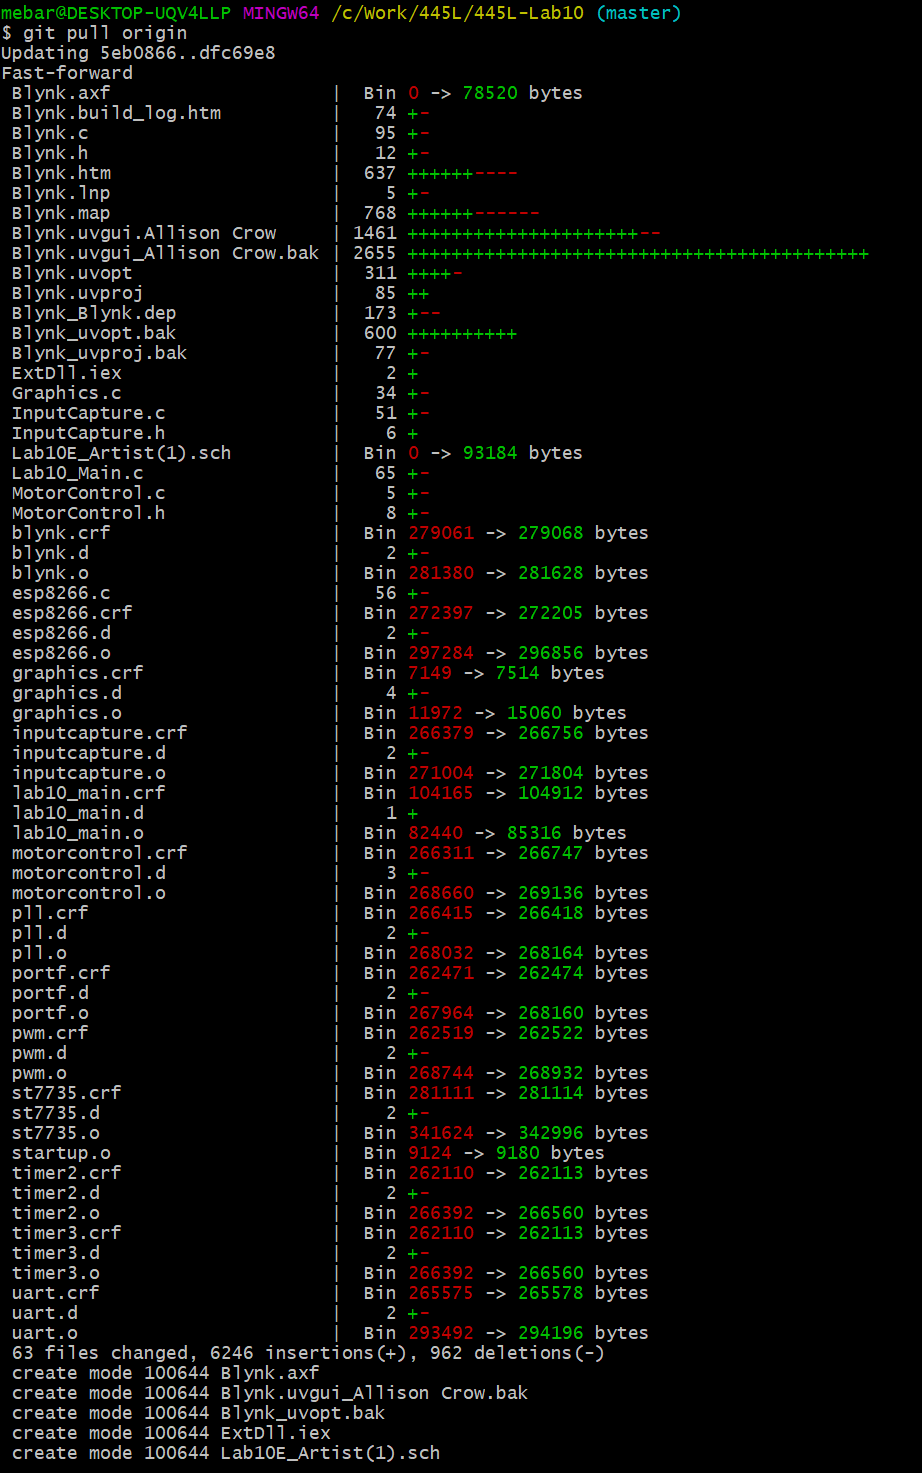 mebar@DESKTOP-UQV4LLP MINGW64 /c/Work/445L/445L-Lab10 (master)
$ git pull origin
Updating 5eb0866..dfc69e8
Fast-forward
 Blynk.axf                    |  Bin 0 -> 78520 bytes
 Blynk.build_log.htm          |   74 +-
 Blynk.c                      |   95 +-
 Blynk.h                      |   12 +-
 Blynk.htm                    |  637 ++++++----
 Blynk.lnp                    |    5 +-
 Blynk.map                    |  768 ++++++------
 Blynk.uvgui.Allison Crow     | 1461 +++++++++++++++++++++--
 Blynk.uvgui_Allison Crow.bak | 2655 ++++++++++++++++++++++++++++++++++++++++++
 Blynk.uvopt                  |  311 ++++-
 Blynk.uvproj                 |   85 ++
 Blynk_Blynk.dep              |  173 +--
 Blynk_uvopt.bak              |  600 ++++++++++
 Blynk_uvproj.bak             |   77 +-
 ExtDll.iex                   |    2 +
 Graphics.c                   |   34 +-
 InputCapture.c               |   51 +-
 InputCapture.h               |    6 +
 Lab10E_Artist(1).sch         |  Bin 0 -> 93184 bytes
 Lab10_Main.c                 |   65 +-
 MotorControl.c               |    5 +-
 MotorControl.h               |    8 +-
 blynk.crf                    |  Bin 279061 -> 279068 bytes
 blynk.d                      |    2 +-
 blynk.o                      |  Bin 281380 -> 281628 bytes
 esp8266.c                    |   56 +-
 esp8266.crf                  |  Bin 272397 -> 272205 bytes
 esp8266.d                    |    2 +-
 esp8266.o                    |  Bin 297284 -> 296856 bytes
 graphics.crf                 |  Bin 7149 -> 7514 bytes
 graphics.d                   |    4 +-
 graphics.o                   |  Bin 11972 -> 15060 bytes
 inputcapture.crf             |  Bin 266379 -> 266756 bytes
 inputcapture.d               |    2 +-
 inputcapture.o               |  Bin 271004 -> 271804 bytes
 lab10_main.crf               |  Bin 104165 -> 104912 bytes
 lab10_main.d                 |    1 +
 lab10_main.o                 |  Bin 82440 -> 85316 bytes
 motorcontrol.crf             |  Bin 266311 -> 266747 bytes
 motorcontrol.d               |    3 +-
 motorcontrol.o               |  Bin 268660 -> 269136 bytes
 pll.crf                      |  Bin 266415 -> 266418 bytes
 pll.d                        |    2 +-
 pll.o                        |  Bin 268032 -> 268164 bytes
 portf.crf                    |  Bin 262471 -> 262474 bytes
 portf.d                      |    2 +-
 portf.o                      |  Bin 267964 -> 268160 bytes
 pwm.crf                      |  Bin 262519 -> 262522 bytes
 pwm.d                        |    2 +-
 pwm.o                        |  Bin 268744 -> 268932 bytes
 st7735.crf                   |  Bin 281111 -> 281114 bytes
 st7735.d                     |    2 +-
 st7735.o                     |  Bin 341624 -> 342996 bytes
 startup.o                    |  Bin 9124 -> 9180 bytes
 timer2.crf                   |  Bin 262110 -> 262113 bytes
 timer2.d                     |    2 +-
 timer2.o                     |  Bin 266392 -> 266560 bytes
 timer3.crf                   |  Bin 262110 -> 262113 bytes
 timer3.d                     |    2 +-
 timer3.o                     |  Bin 266392 -> 266560 bytes
 uart.crf                     |  Bin 265575 -> 265578 bytes
 uart.d                       |    2 +-
 uart.o                       |  Bin 293492 -> 294196 bytes
 63 files changed, 6246 insertions(+), 962 deletions(-)
 create mode 100644 Blynk.axf
 create mode 100644 Blynk.uvgui_Allison Crow.bak
 create mode 100644 Blynk_uvopt.bak
 create mode 100644 ExtDll.iex
 create mode 100644 Lab10E_Artist(1).sch